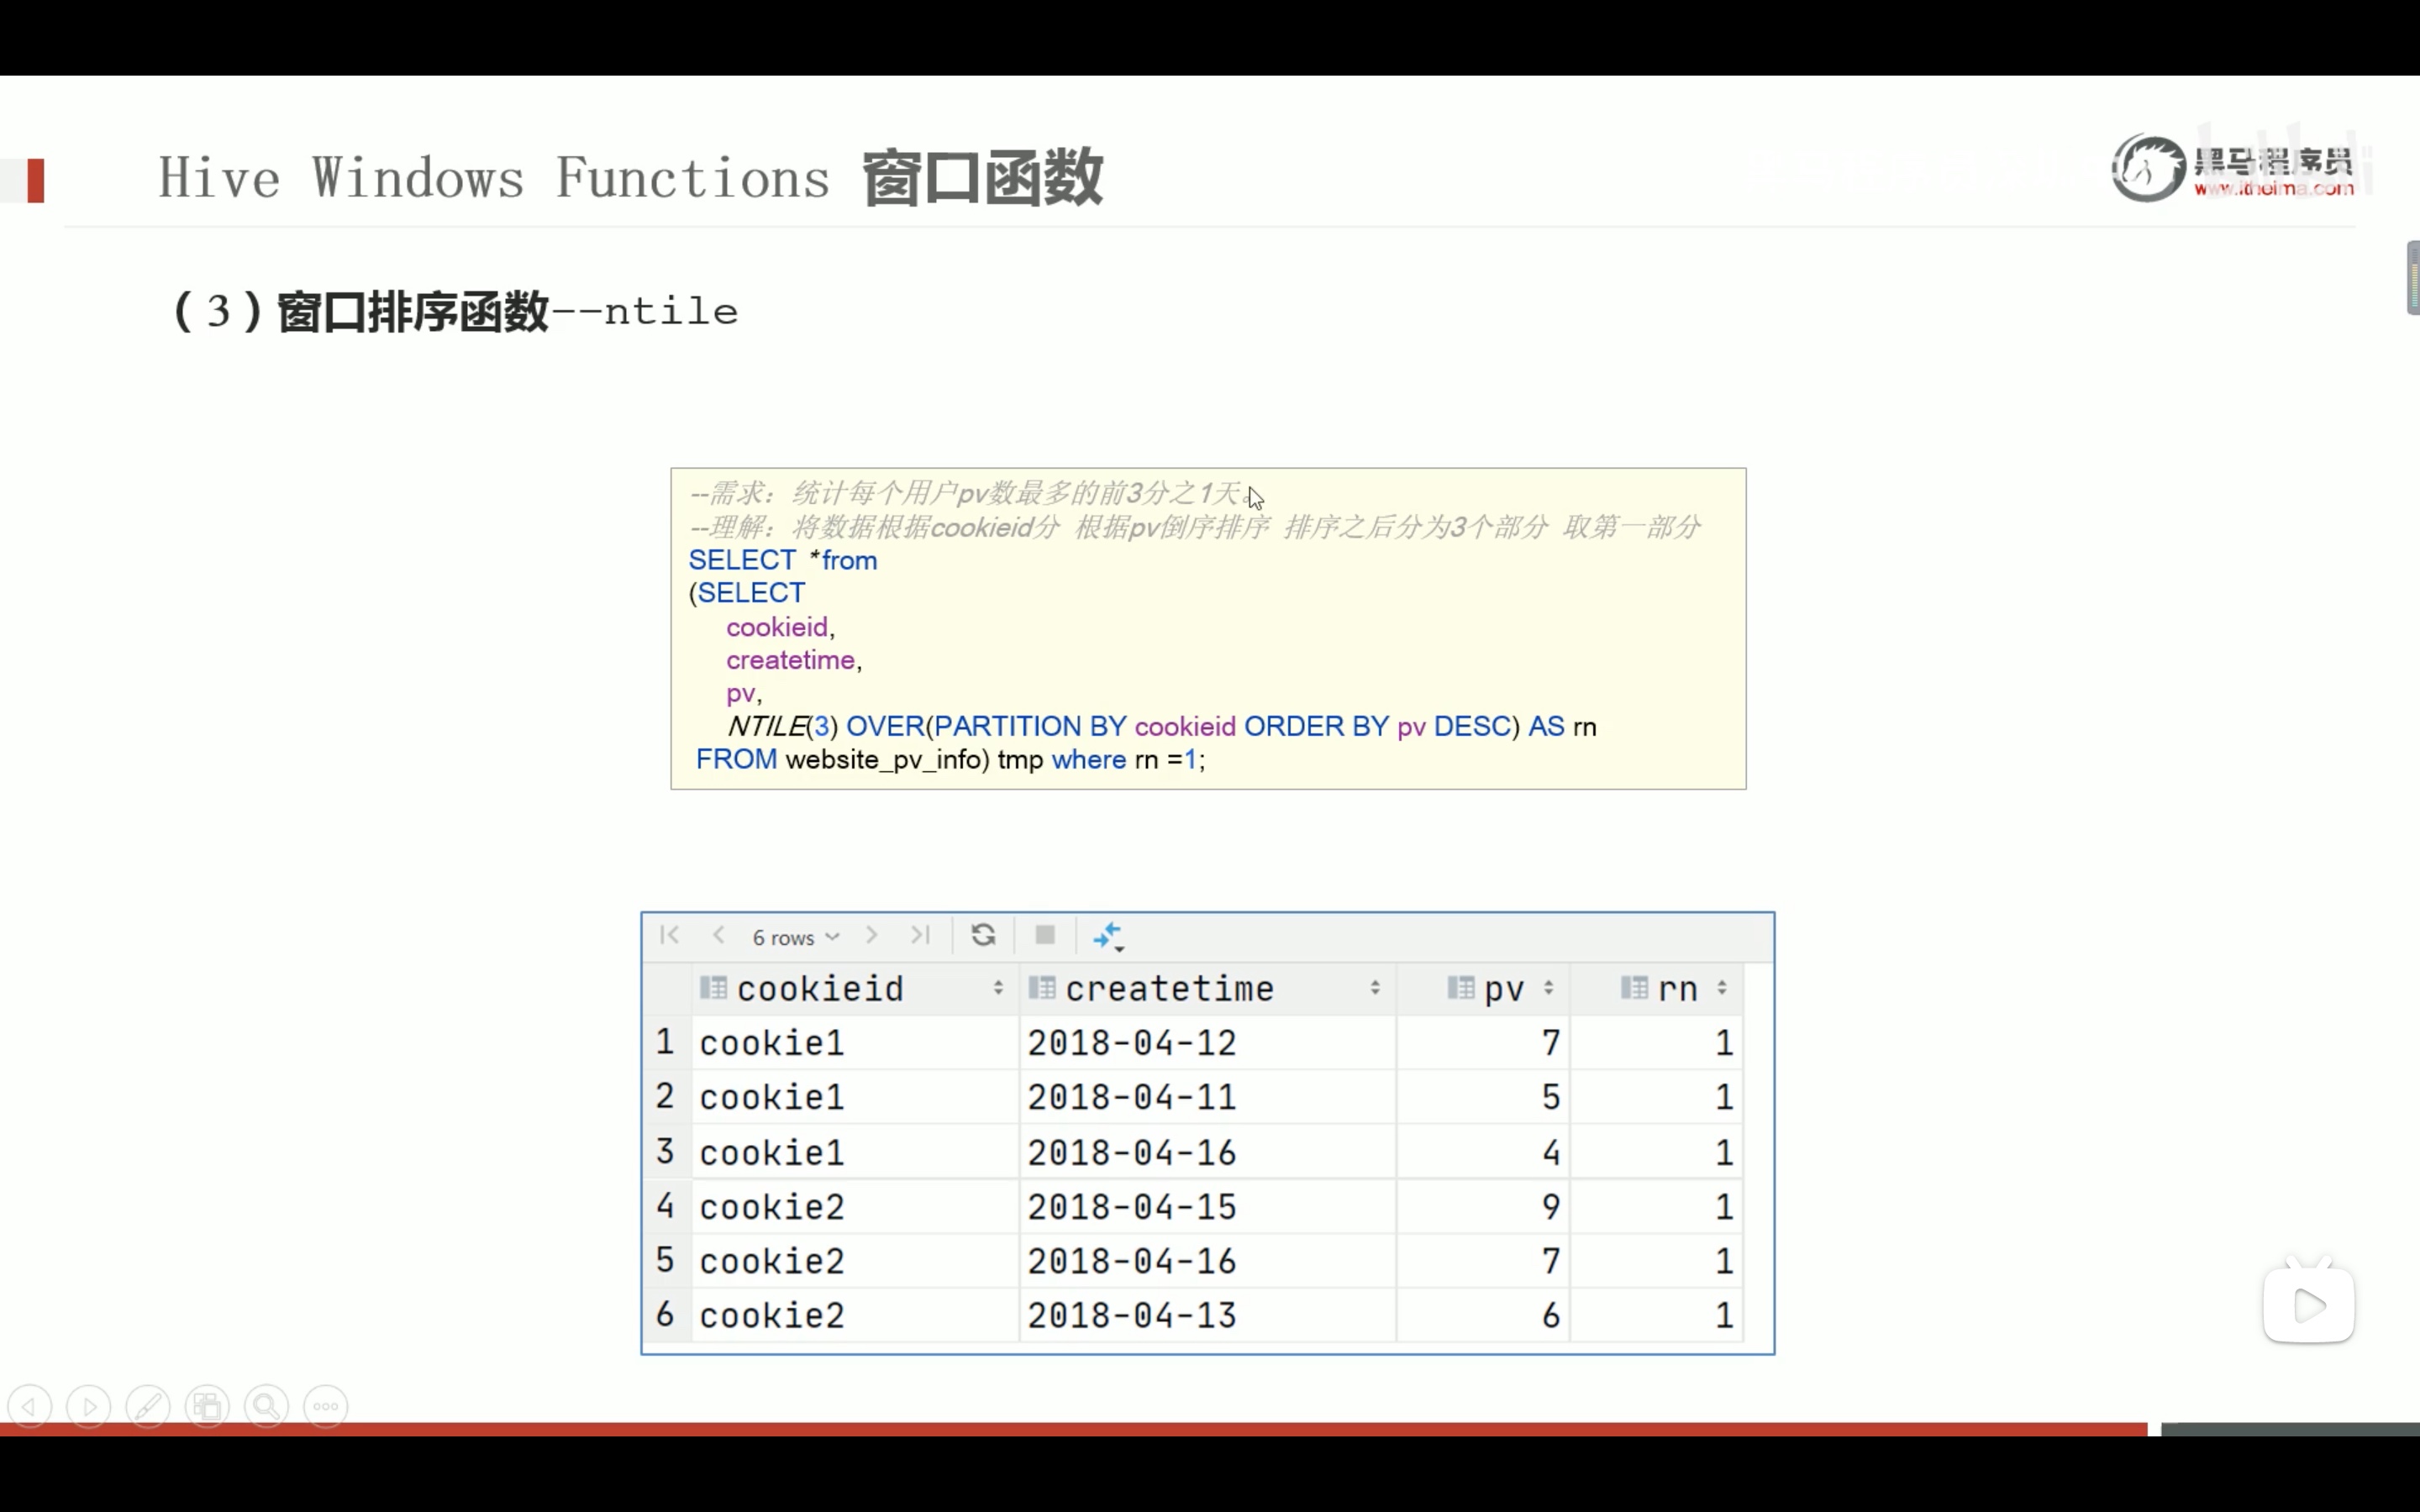 Hive Windows Functions 窗口函数
黑马程序员
www.itheima.com
（3）窗口排序函数--ntile
--需求：统计每个用户pv数最多的前3分之1天。
--理解：将数据根据cookieid分 根据pv倒序排序 排序之后分为3个部分 取第一部分
SELECT *from
(SELECT
cookieid,
createtime,
pv,
NTILE(3) OVER(PARTITION BY cookieid ORDER BY pv DESC) AS rn
FROM website_pv_info) tmp where rn =1;
6 rows
cookieid createtime pv rn
1 cookie1 2018-04-12 7 1
2 cookie1 2018-04-11 5 1
3 cookie1 2018-04-16 4 1
4 cookie2 2018-04-15 9 1
5 cookie2 2018-04-16 7 1
6 cookie2 2018-04-13 6 1